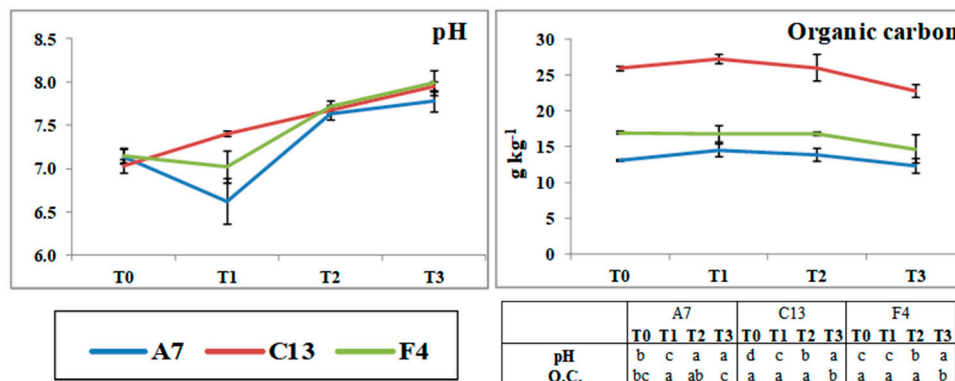 pH
8.5
8.0
7.5
7.0
6.5
6.0
T0 T1 T2 T3
Organic carbon
g kg-1
30
25
20
15
10
5
0
T0 T1 T2 T3
A7 C13 F4
A7 C13 F4
T0 T1 T2 T3 T0 T1 T2 T3 T0 T1 T2 T3
pH b c a a d c b a c c b a
O.C. bc a ab c a a a b a a a b